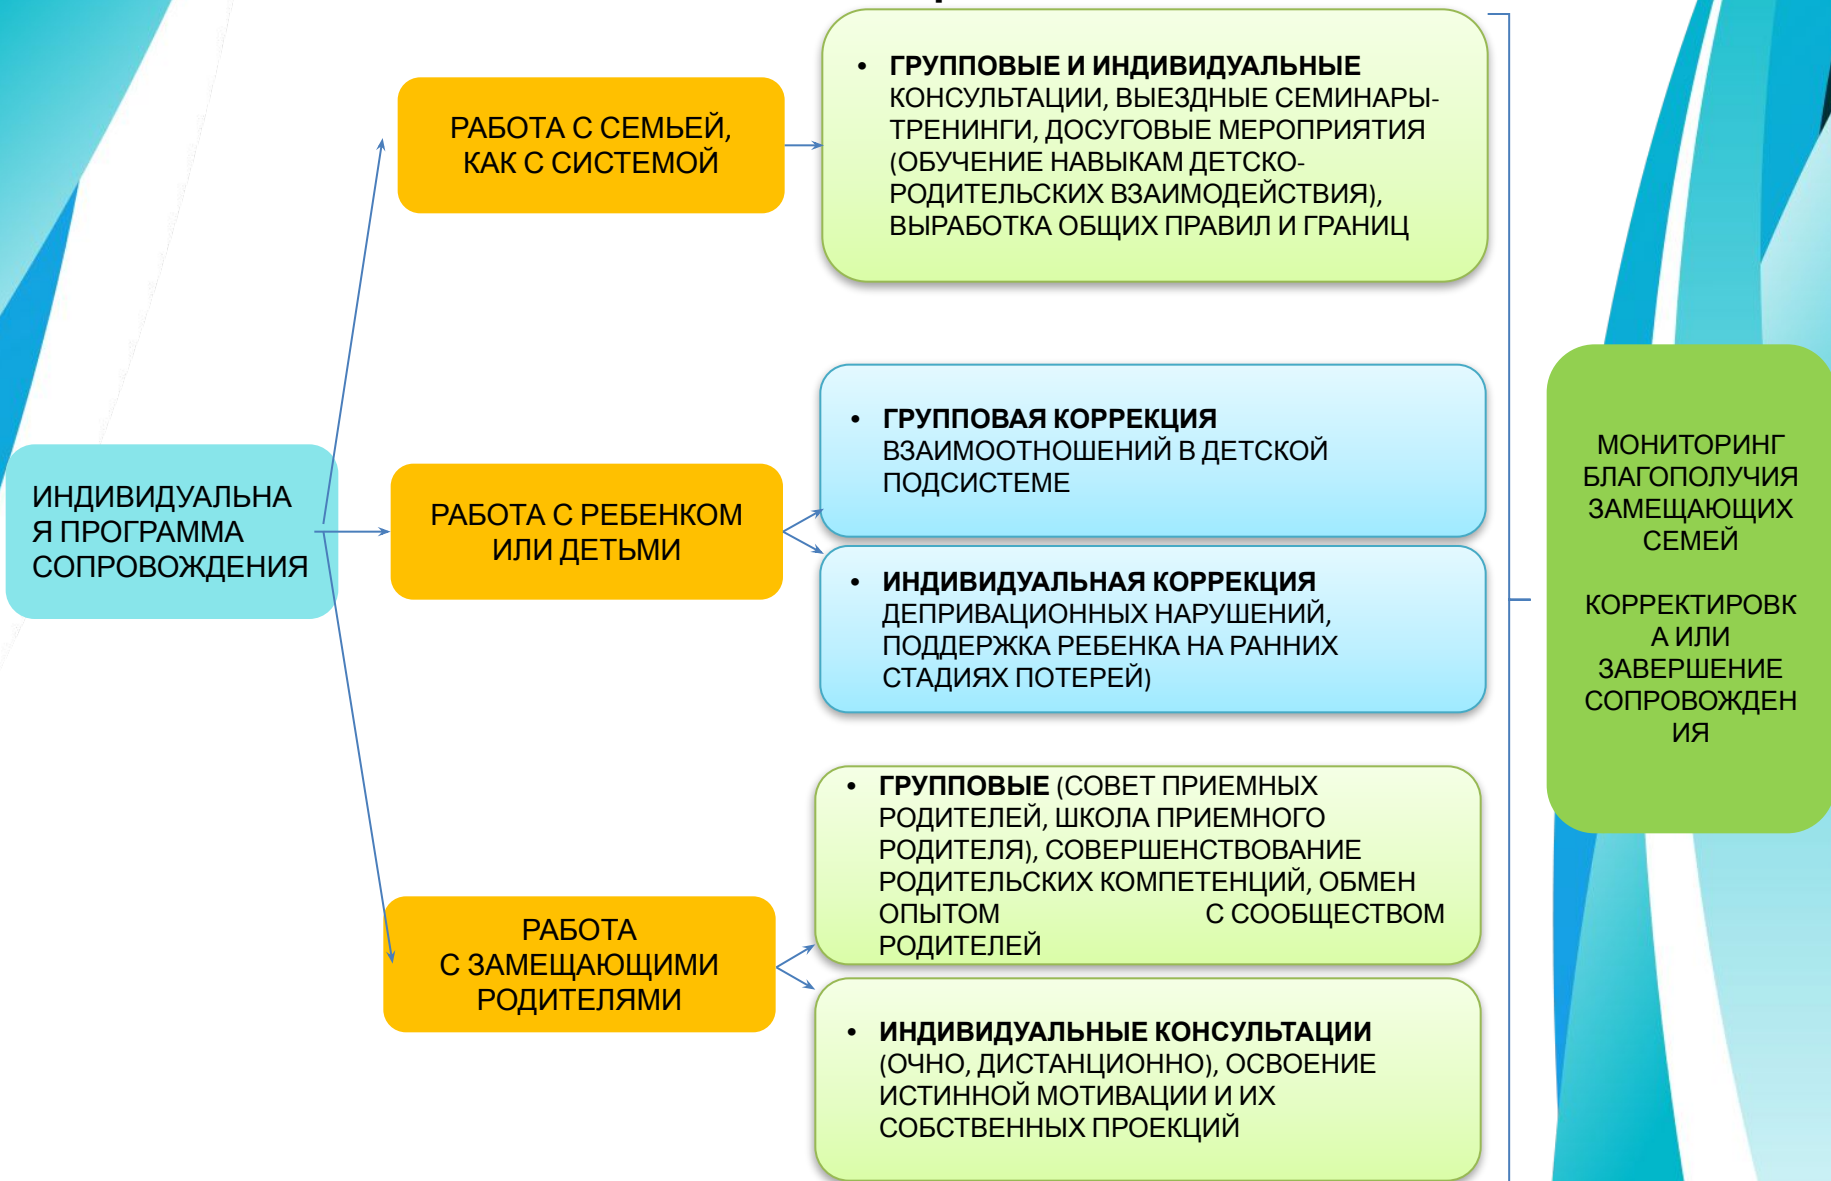 ИНДИВИДУАЛЬНА
Я ПРОГРАММА
СОПРОВОЖДЕНИЯ
РАБОТА С СЕМЬЕЙ,
КАК С СИСТЕМОЙ
• ГРУППОВЫЕ И ИНДИВИДУАЛЬНЫЕ
КОНСУЛЬТАЦИИ, ВЫЕЗДНЫЕ СЕМИНАРЫ-
ТРЕНИНГИ, ДОСУГОВЫЕ МЕРОПРИЯТИЯ
(ОБУЧЕНИЕ НАВЫКАМ ДЕТСКО-
РОДИТЕЛЬСКИХ ВЗАИМОДЕЙСТВИЯ),
ВЫРАБОТКА ОБЩИХ ПРАВИЛ И ГРАНИЦ
РАБОТА С РЕБЕНКОМ
ИЛИ ДЕТЬМИ
• ГРУППОВАЯ КОРРЕКЦИЯ
ВЗАИМООТНОШЕНИЙ В ДЕТСКОЙ
ПОДСИСТЕМЕ
• ИНДИВИДУАЛЬНАЯ КОРРЕКЦИЯ
ДЕПРИВАЦИОННЫХ НАРУШЕНИЙ,
ПОДДЕРЖКА РЕБЕНКА НА РАННИХ
СТАДИЯХ ПОТЕРЕЙ)
РАБОТА
С ЗАМЕЩАЮЩИМИ
РОДИТЕЛЯМИ
• ГРУППОВЫЕ (СОВЕТ ПРИЕМНЫХ
РОДИТЕЛЕЙ, ШКОЛА ПРИЕМНОГО
РОДИТЕЛЯ), СОВЕРШЕНСТВОВАНИЕ
РОДИТЕЛЬСКИХ КОМПЕТЕНЦИЙ, ОБМЕН
ОПЫТОМ С СООБЩЕСТВОМ
РОДИТЕЛЕЙ
• ИНДИВИДУАЛЬНЫЕ КОНСУЛЬТАЦИИ
(ОЧНО, ДИСТАНЦИОННО), ОСВОЕНИЕ
ИСТИННОЙ МОТИВАЦИИ И ИХ
СОБСТВЕННЫХ ПРОЕКЦИЙ
МОНИТОРИНГ
БЛАГОПОЛУЧИЯ
ЗАМЕЩАЮЩИХ
СЕМЕЙ
КОРРЕКТИРОВК
А ИЛИ
ЗАВЕРШЕНИЕ
СОПРОВОЖДЕН
ИЯ